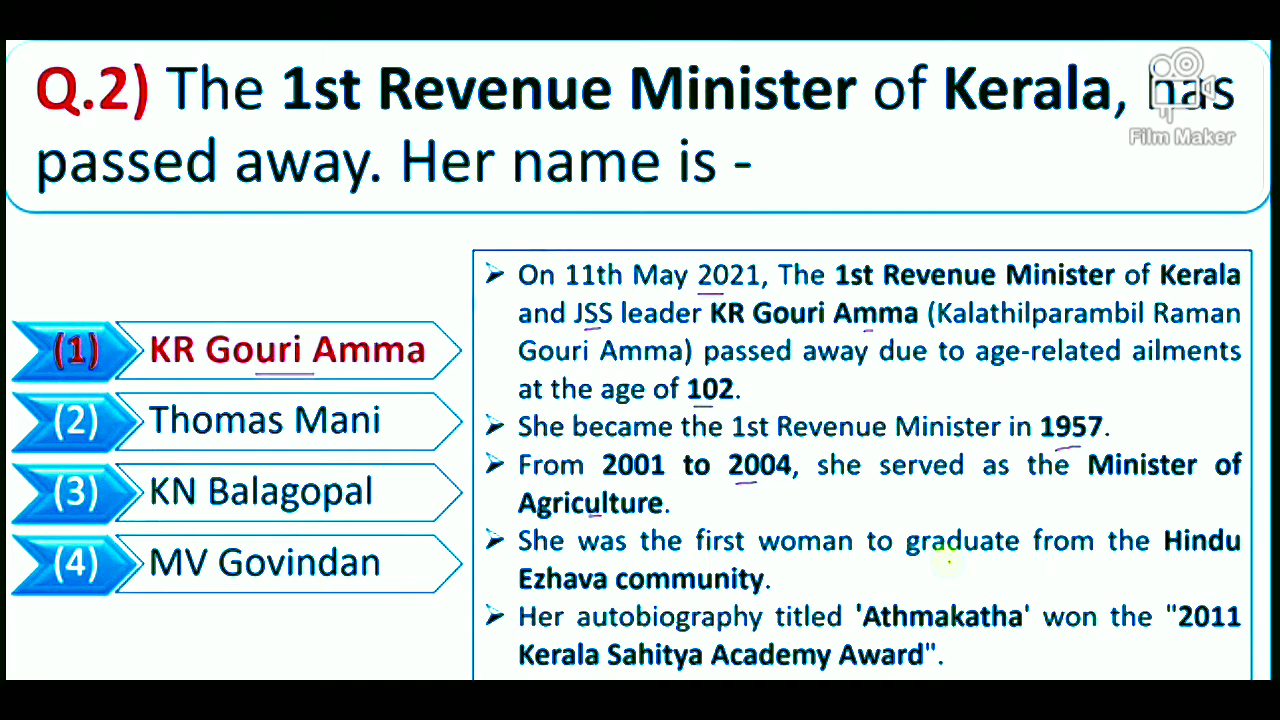 Q.2) The 1st Revenue Minister of Kerala, has
passed away. Her name is -
Film Maker
(1) KR Gouri Amma
(2) Thomas Mani
(3) KN Balagopal
(4) MV Govindan
➢ On 11th May 2021, The 1st Revenue Minister of Kerala
and JSS leader KR Gouri Amma (Kalathilparambil Raman
Gouri Amma) passed away due to age-related ailments
at the age of 102.
➢ She became the 1st Revenue Minister in 1957.
➢ From 2001 to 2004, she served as the Minister of
Agriculture.
➢ She was the first woman to graduate from the Hindu
Ezhava community.
➢ Her autobiography titled 'Athmakatha' won the "2011
Kerala Sahitya Academy Award".